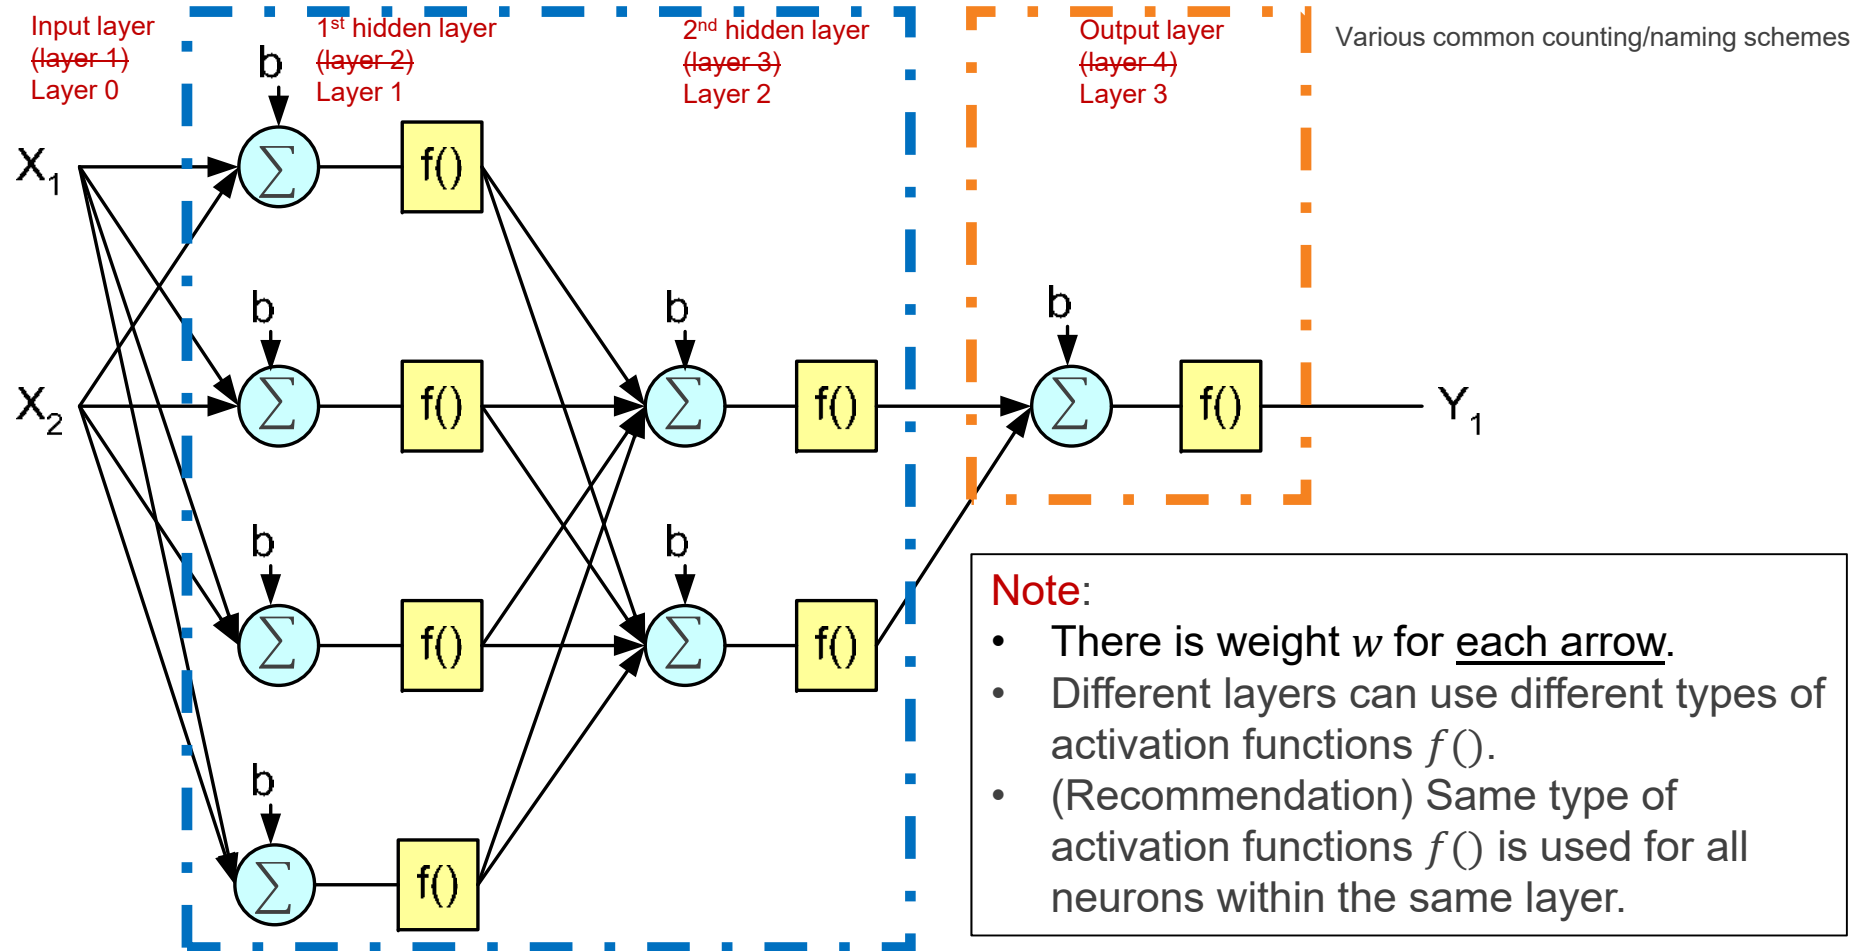 Input layer
(layer 1)
Layer 0
1st hidden layer
(layer 2)
Layer 1
2nd hidden layer
(layer 3)
Layer 2
Output layer
(layer 4)
Layer 3
Various common counting/naming schemes
b
X1
∑
f()
b
b
b
X2
∑
f()
∑
f()
∑
f()
Y1
b
b
∑
f()
∑
f()
b
∑
f()
Note:
• There is weight w for each arrow.
• Different layers can use different types of
activation functions f().
• (Recommendation) Same type of
activation functions f() is used for all
neurons within the same layer.